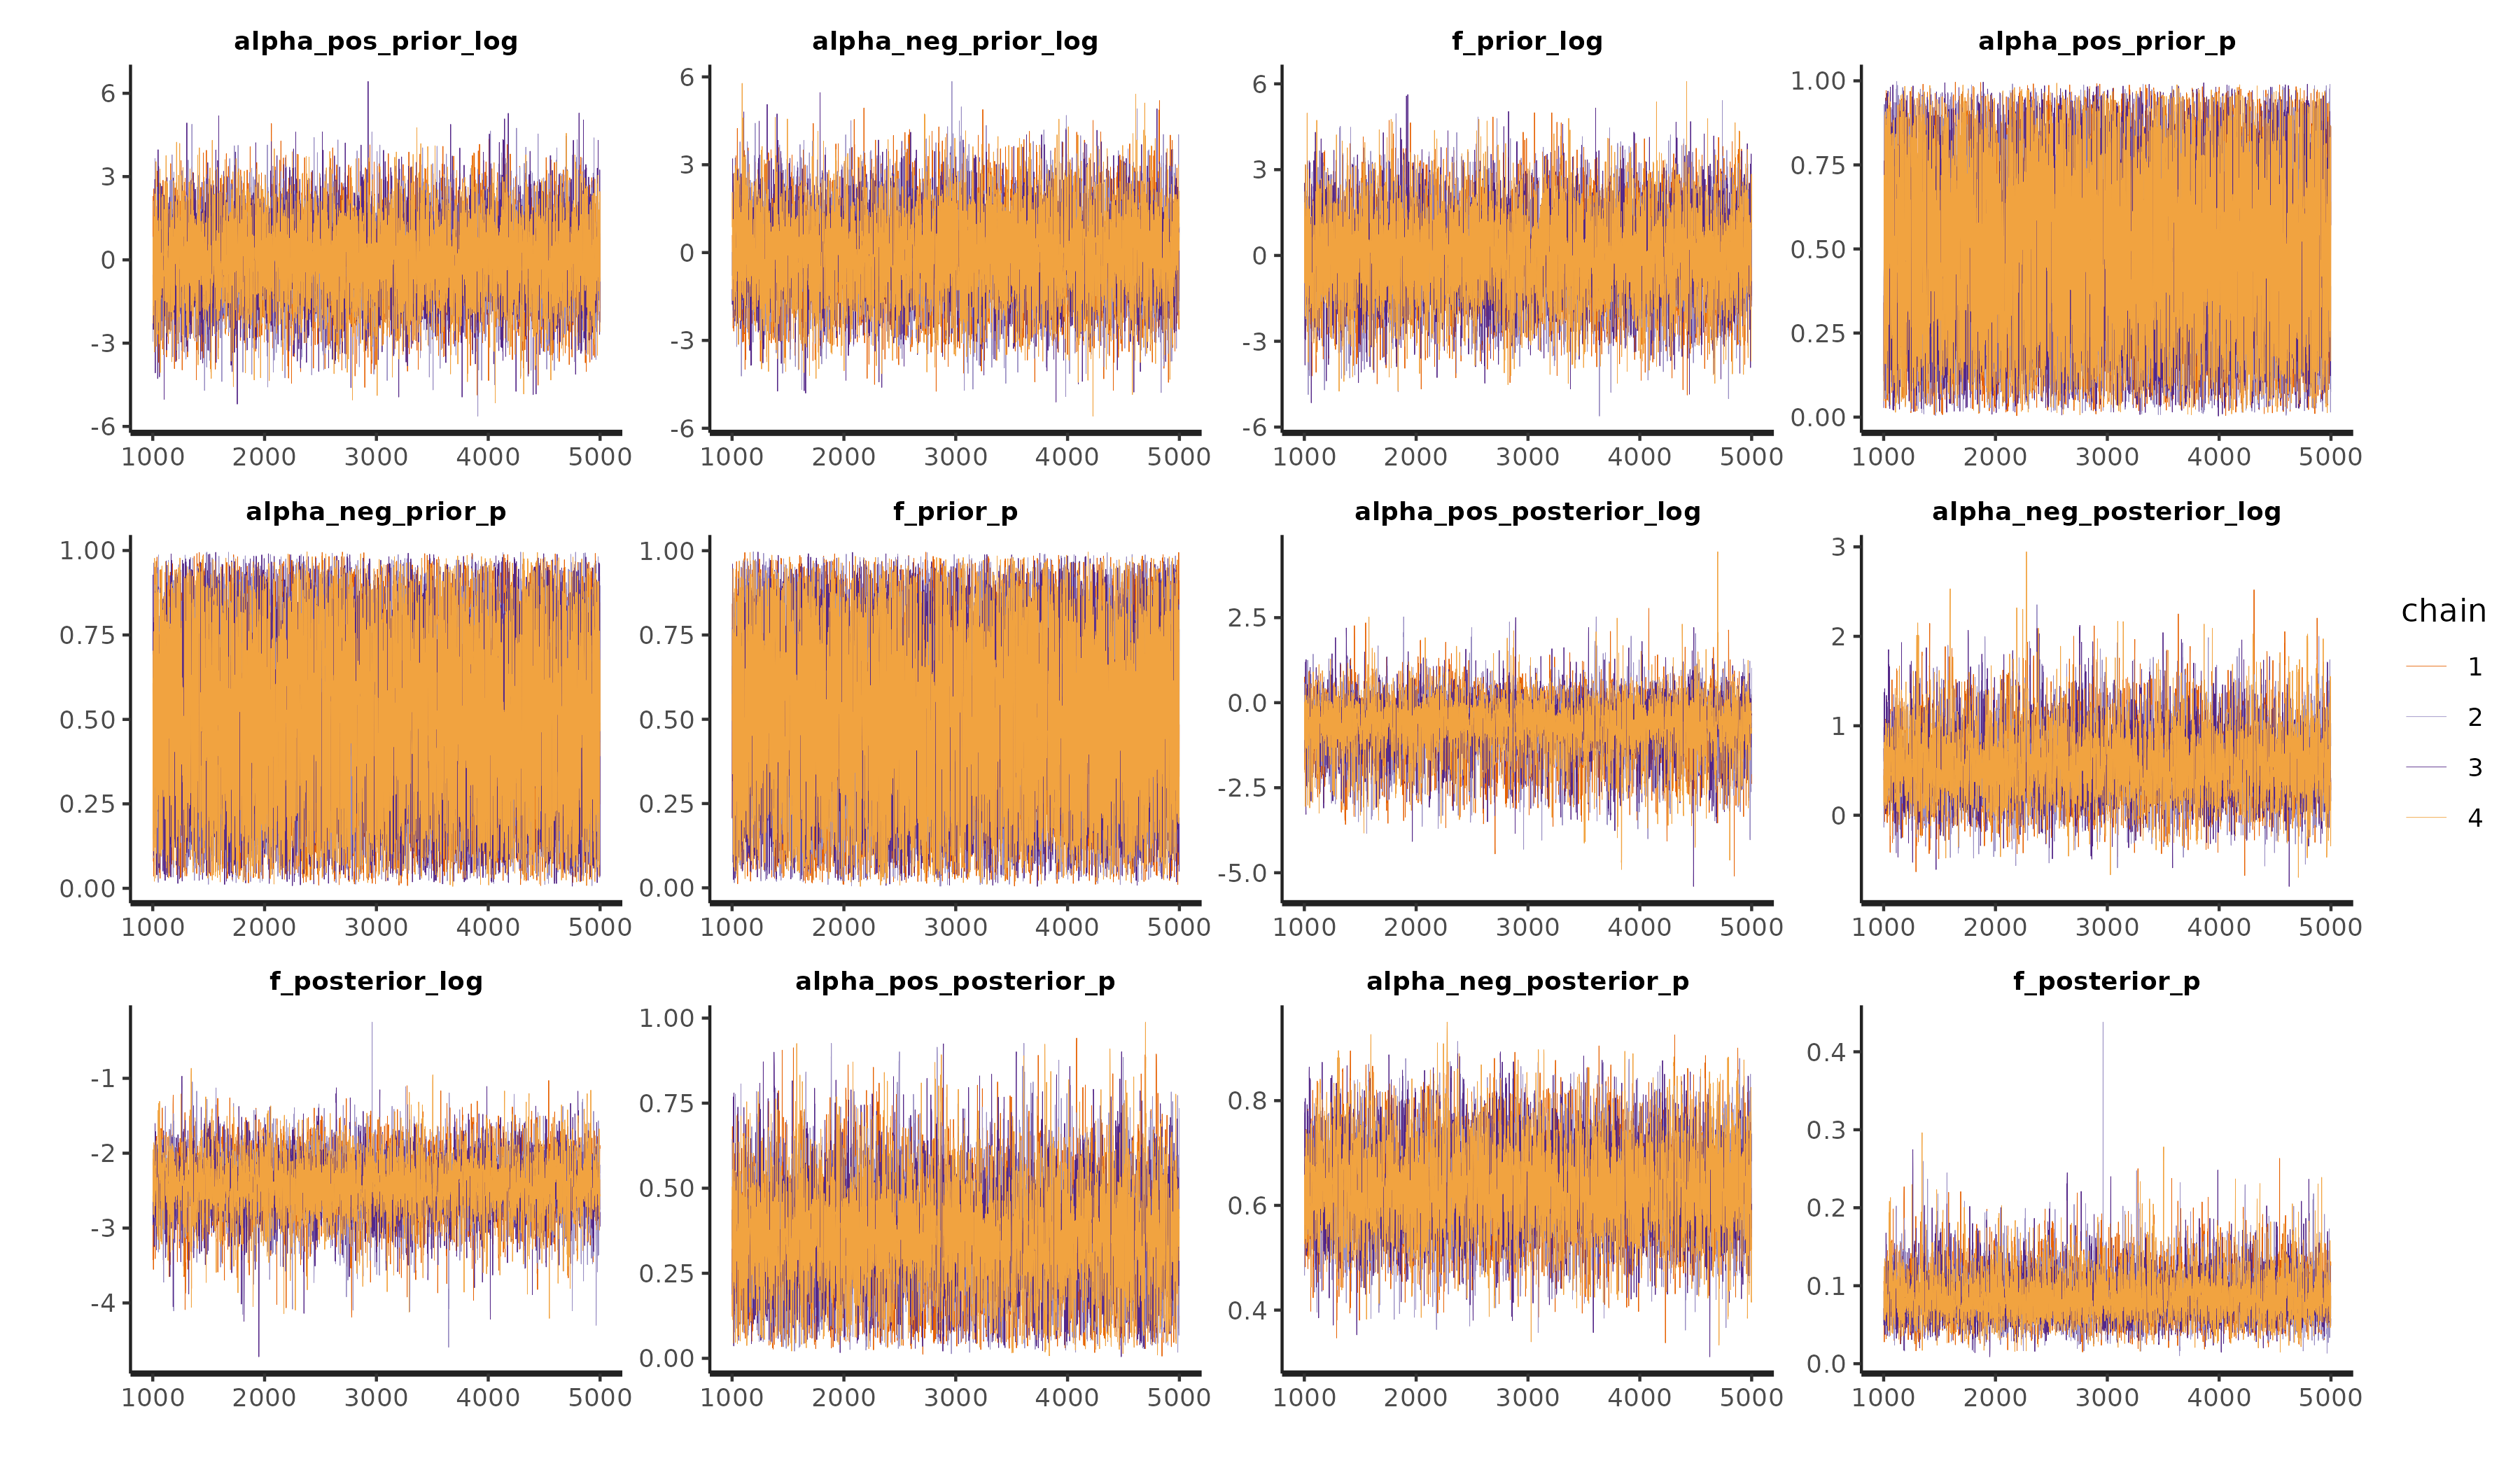 alpha_pos_prior_log
alpha_neg_prior_log
f_prior_log
alpha_pos_prior_p
6
3
0
-3
-6
6
3
0
-3
-6
6
3
0
-3
-6
1.00
0.75
0.50
0.25
0.00
1000 2000 3000 4000 5000
1000 2000 3000 4000 5000
1000 2000 3000 4000 5000
1000 2000 3000 4000 5000
alpha_neg_prior_p
f_prior_p
alpha_pos_posterior_log
alpha_neg_posterior_log
1.00
0.75
0.50
0.25
0.00
1.00
0.75
0.50
0.25
0.00
2.5
0.0
-2.5
-5.0
3
2
1
0
1000 2000 3000 4000 5000
1000 2000 3000 4000 5000
1000 2000 3000 4000 5000
1000 2000 3000 4000 5000
f_posterior_log
alpha_pos_posterior_p
alpha_neg_posterior_p
f_posterior_p
-1
-2
-3
-4
1.00
0.75
0.50
0.25
0.00
0.8
0.6
0.4
0.4
0.3
0.2
0.1
0.0
1000 2000 3000 4000 5000
1000 2000 3000 4000 5000
1000 2000 3000 4000 5000
1000 2000 3000 4000 5000
chain
1
2
3
4